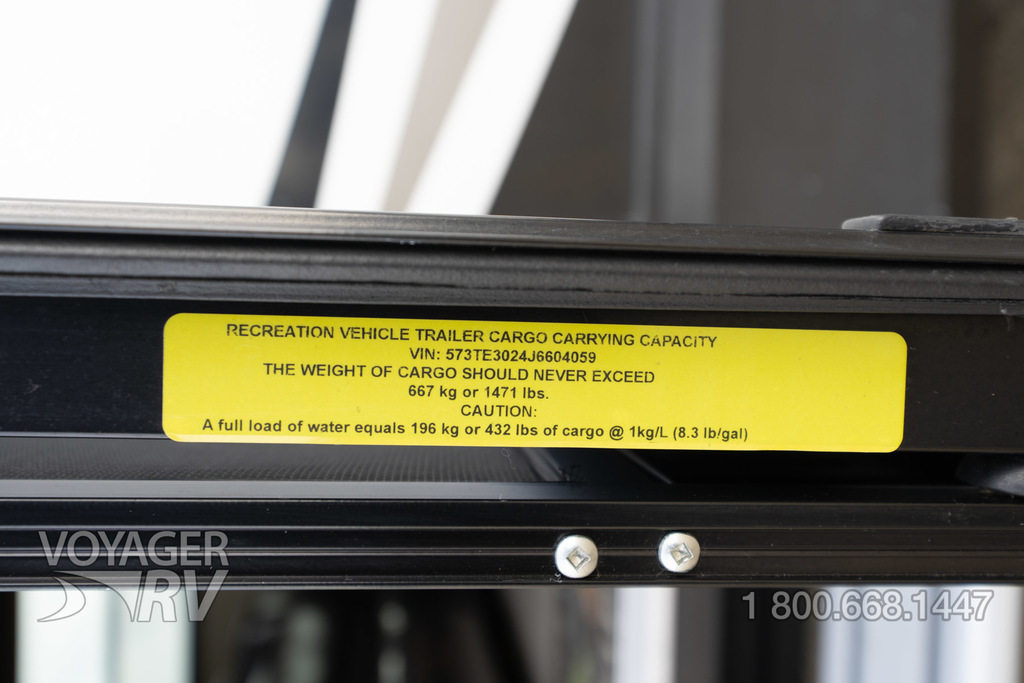 RECREATION VEHICLE TRAILER CARGO CARRYING CAPACITY
VIN: 573TE3024J6604059
THE WEIGHT OF CARGO SHOULD NEVER EXCEED
667 kg or 1471 lbs.
CAUTION:
A full load of water equals 196 kg or 432 lbs of cargo @ 1kg/L (8.3 lb/gal)
VOYAGER
RV
1 800.668.1447